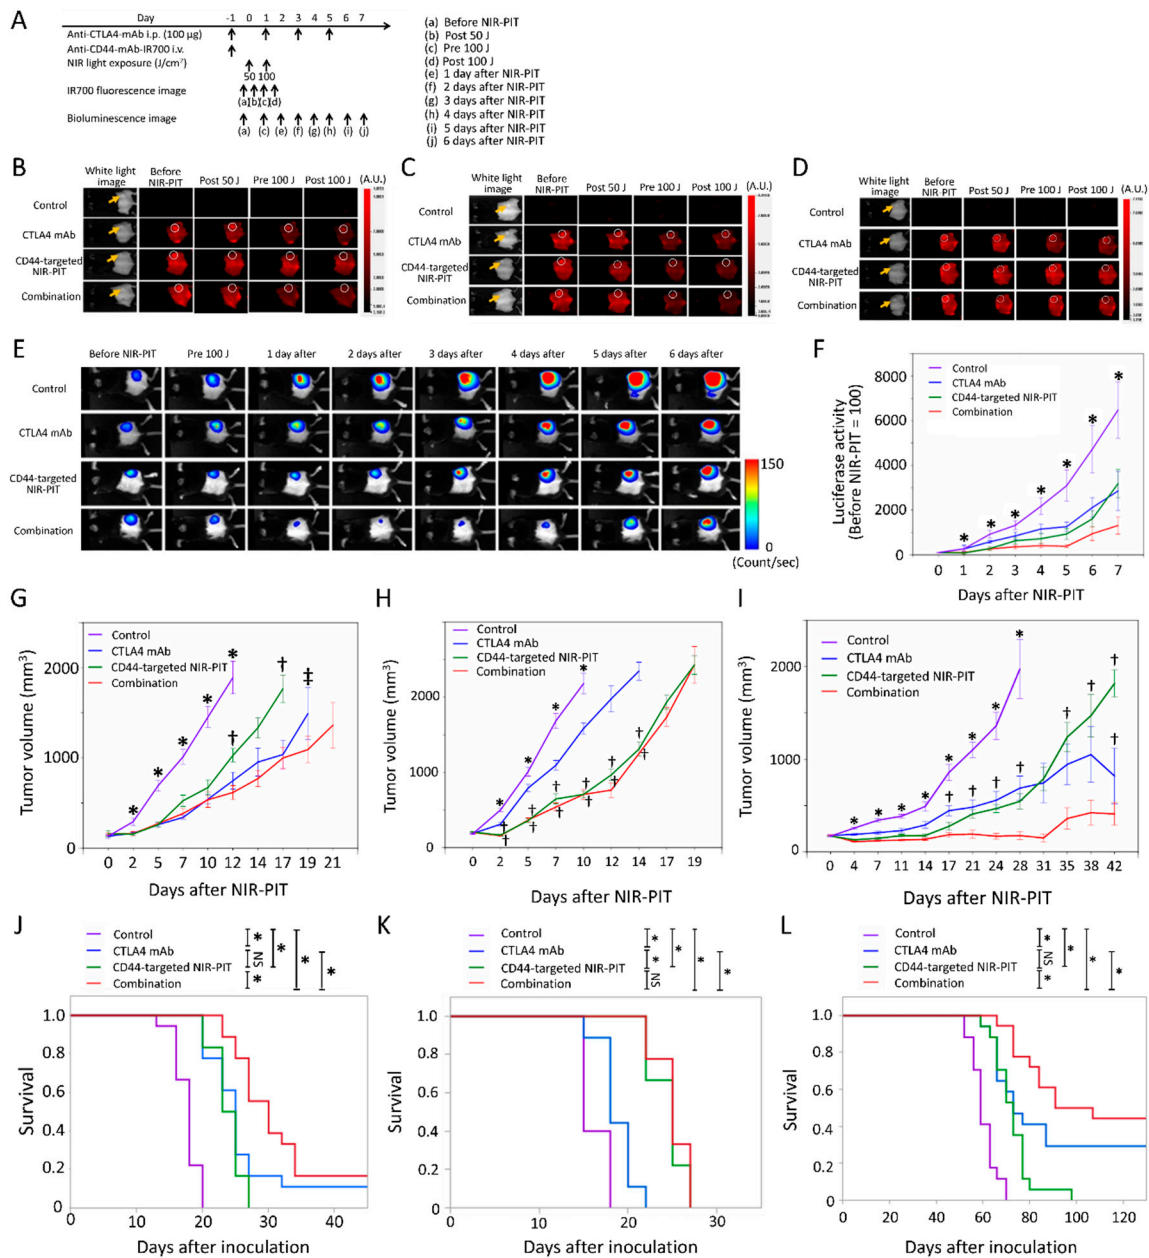 A
Day -1 0 1 2 3 4 5 6 7
Anti-CTLA4-mAb i.p. (100 μg)
Anti-CD44-mAb-IR700 i.v.
NIR light exposure (J/cm²)
50 100
IR700 fluorescence image
(a)(b)(c)(d)
Bioluminescence image
(a) (c) (e) (f) (g) (h) (i) (j)
(a) Before NIR-PIT
(b) Post 50 J
(c) Pre 100 J
(d) Post 100 J
(e) 1 day after NIR-PIT
(f) 2 days after NIR-PIT
(g) 3 days after NIR-PIT
(h) 4 days after NIR-PIT
(i) 5 days after NIR-PIT
(j) 6 days after NIR-PIT
B
White light image Before NIR-PIT Post 50 J Pre 100 J Post 100 J (A.U.)
Control
CTLA4 mAb
CD44-targeted NIR-PIT
Combination
C
White light image Before NIR-PIT Post 50 J Pre 100 J Post 100 J (A.U.)
Control
CTLA4 mAb
CD44-targeted NIR-PIT
Combination
D
White light image Before NIR-PIT Post 50 J Pre 100 J Post 100 J (A.U.)
Control
CTLA4 mAb
CD44-targeted NIR-PIT
Combination
E
Before NIR-PIT Pre 100 J 1 day after 2 days after 3 days after 4 days after 5 days after 6 days after
Control
CTLA4 mAb
CD44-targeted NIR-PIT
Combination
150
0
(Count/sec)
F
Luciferase activity
(Before NIR-PIT = 100)
8000
6000
4000
2000
0
Control
CTLA4 mAb
CD44-targeted NIR-PIT
Combination
* * * * * * *
0 1 2 3 4 5 6 7
Days after NIR-PIT
G
Tumor volume (mm³)
2000
1000
0
Control
CTLA4 mAb
CD44-targeted NIR-PIT
Combination
* * * * * † † ‡
0 2 5 7 10 12 14 17 19 21
Days after NIR-PIT
H
Tumor volume (mm³)
2000
1000
0
Control
CTLA4 mAb
CD44-targeted NIR-PIT
Combination
* * * *
† † † † † †
† † † † † †
0 2 5 7 10 12 14 17 19
Days after NIR-PIT
I
Tumor volume (mm³)
2000
1000
0
Control
CTLA4 mAb
CD44-targeted NIR-PIT
Combination
* * * * * * * *
† † † † † † † †
0 4 7 11 14 17 21 24 28 31 35 38 42
Days after NIR-PIT
J
Control
CTLA4 mAb
CD44-targeted NIR-PIT
Combination
* NS * * * *
Survival
1.0
0.8
0.6
0.4
0.2
0
0 20 40
Days after inoculation
K
Control
CTLA4 mAb
CD44-targeted NIR-PIT
Combination
* * NS * * *
Survival
1.0
0.8
0.6
0.4
0.2
0
0 10 20 30
Days after inoculation
L
Control
CTLA4 mAb
CD44-targeted NIR-PIT
Combination
* NS * * * *
Survival
1.0
0.8
0.6
0.4
0.2
0
0 20 40 60 80 100 120
Days after inoculation